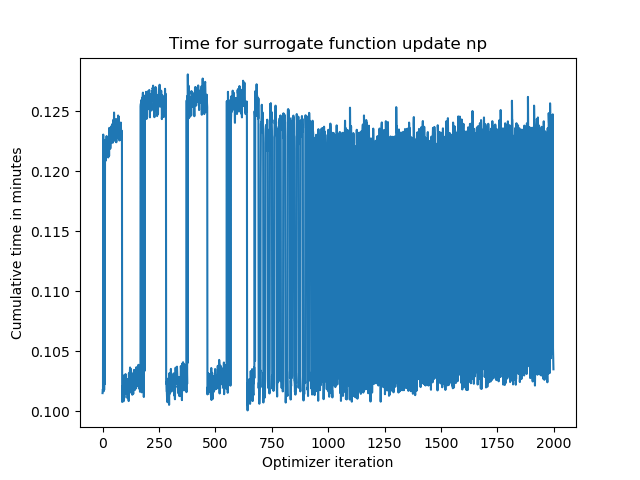 Time for surrogate function update np
Cumulative time in minutes
0.125
0.120
0.115
0.110
0.105
0.100
0 250 500 750 1000 1250 1500 1750 2000
Optimizer iteration